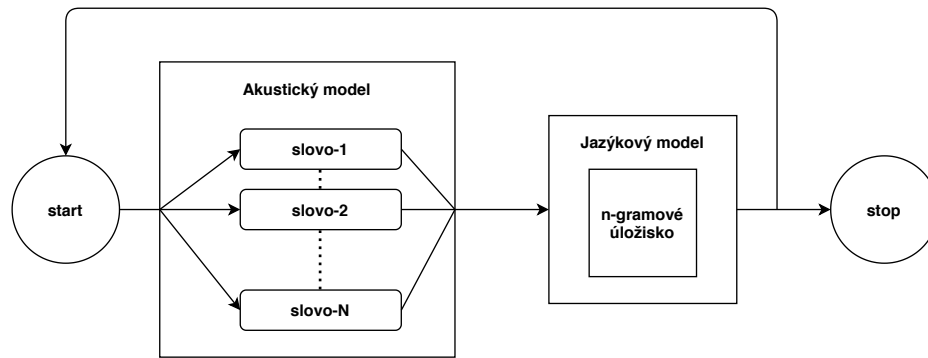 Akustický model
slovo-1
slovo-2
slovo-N
start
Jazýkový model
n-gramové
úložisko
stop